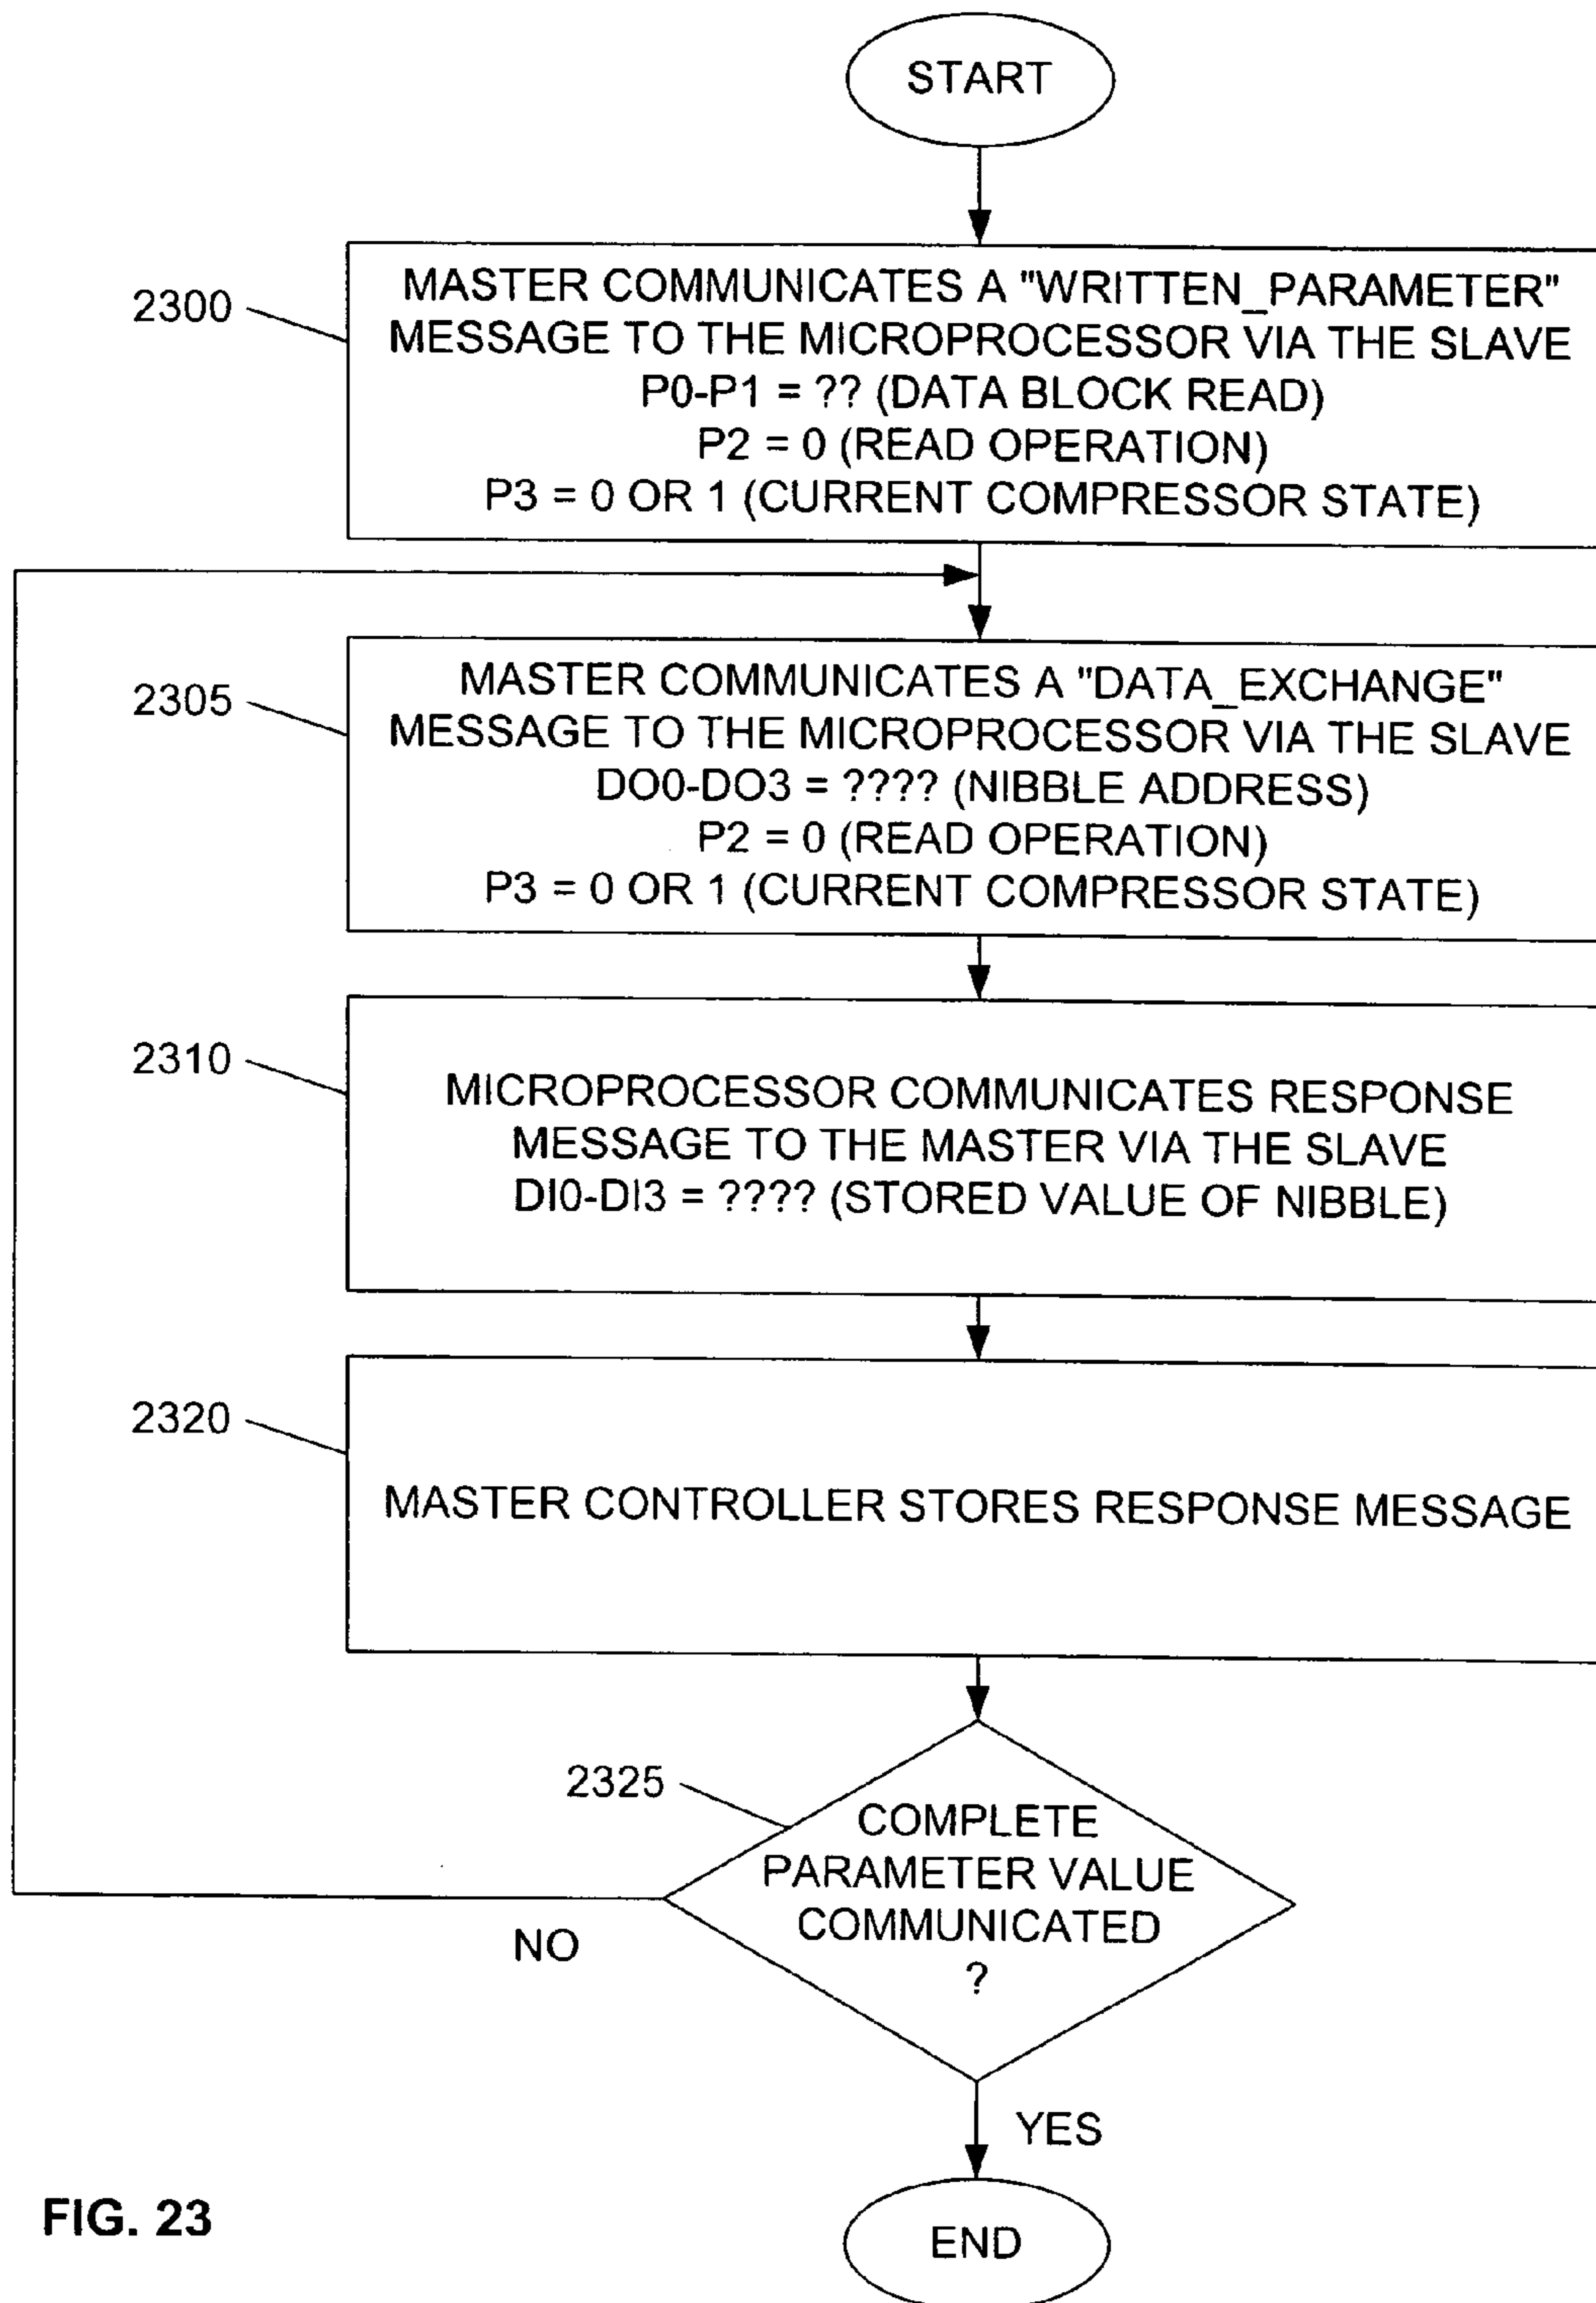 START
2300
MASTER COMMUNICATES A "WRITTEN_PARAMETER"
MESSAGE TO THE MICROPROCESSOR VIA THE SLAVE
P0-P1 = ?? (DATA BLOCK READ)
P2 = 0 (READ OPERATION)
P3 = 0 OR 1 (CURRENT COMPRESSOR STATE)
2305
MASTER COMMUNICATES A "DATA_EXCHANGE"
MESSAGE TO THE MICROPROCESSOR VIA THE SLAVE
DO0-DO3 = ???? (NIBBLE ADDRESS)
P2 = 0 (READ OPERATION)
P3 = 0 OR 1 (CURRENT COMPRESSOR STATE)
2310
MICROPROCESSOR COMMUNICATES RESPONSE
MESSAGE TO THE MASTER VIA THE SLAVE
DI0-DI3 = ???? (STORED VALUE OF NIBBLE)
2320
MASTER CONTROLLER STORES RESPONSE MESSAGE
2325
COMPLETE
PARAMETER VALUE
COMMUNICATED
?
NO
YES
END
FIG. 23